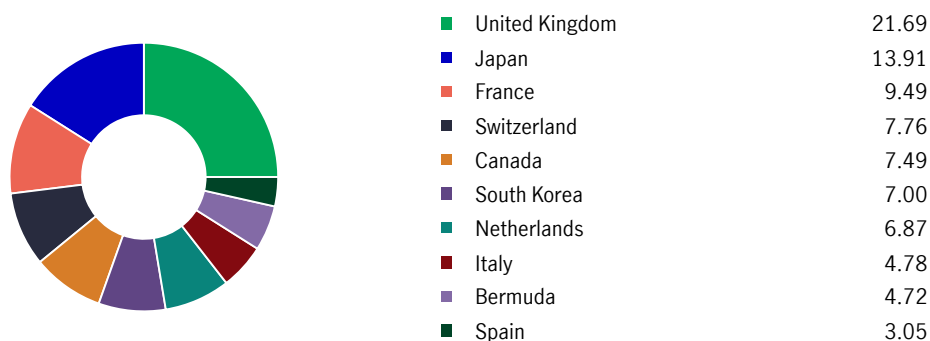 United Kingdom 21.69
Japan 13.91
France 9.49
Switzerland 7.76
Canada 7.49
South Korea 7.00
Netherlands 6.87
Italy 4.78
Bermuda 4.72
Spain 3.05